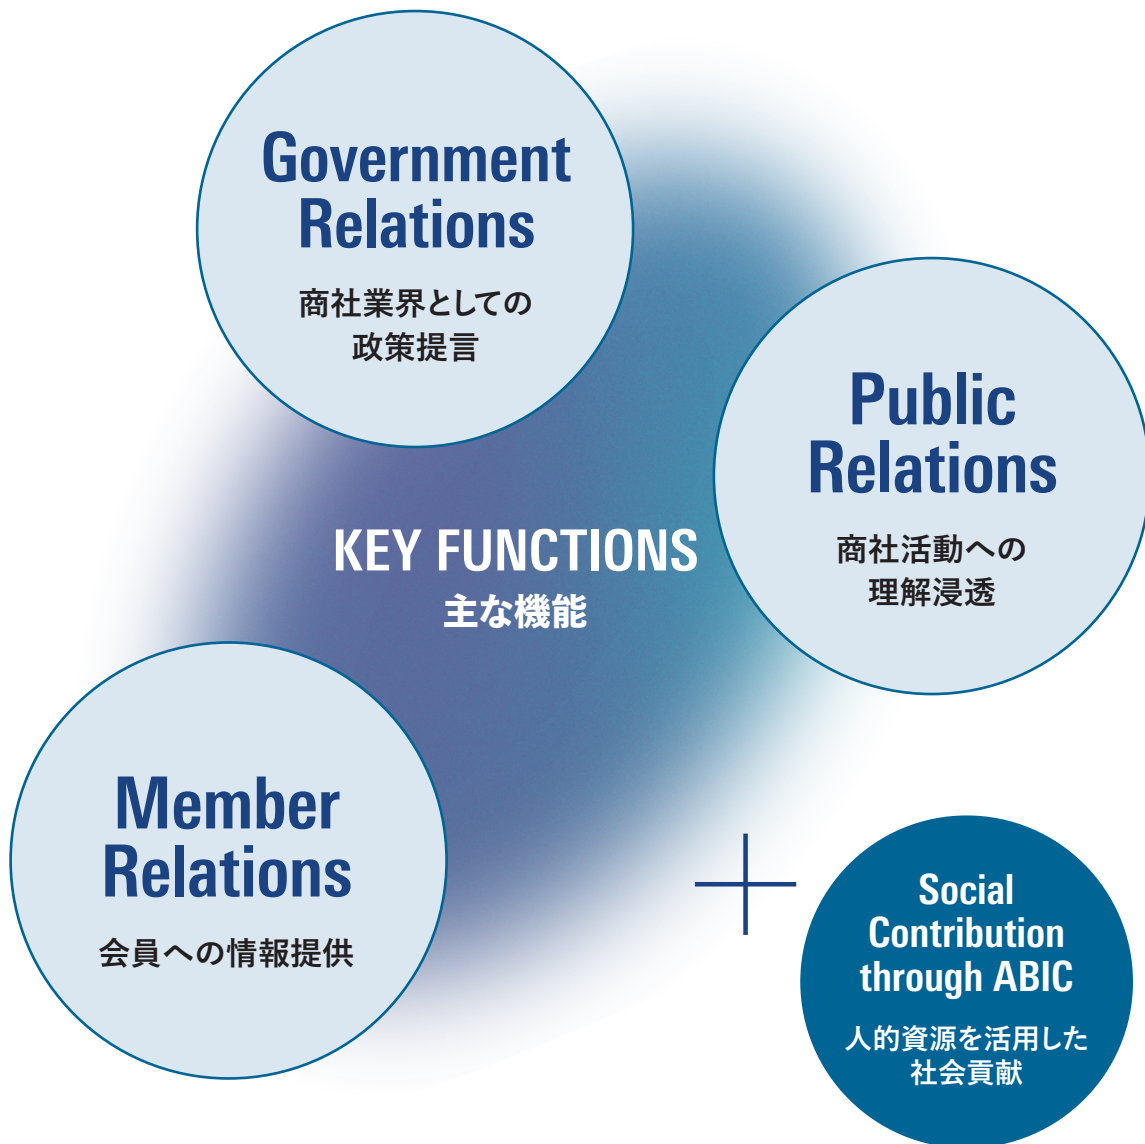 Government
Relations
商社業界としての
政策提言
Public
Relations
商社活動への
理解浸透
KEY FUNCTIONS
主な機能
Member
Relations
会員への情報提供
Social
Contribution
through ABIC
人的資源を活用した
社会貢献